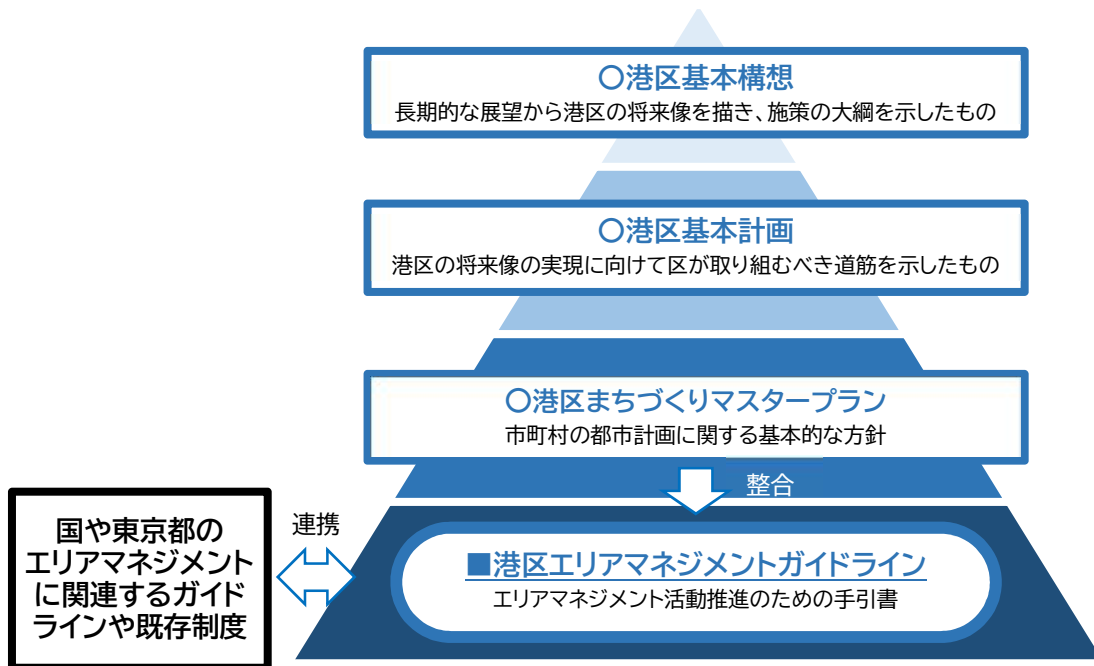 〇港区基本構想
長期的な展望から港区の将来像を描き、施策の大綱を示したもの
〇港区基本計画
港区の将来像の実現に向けて区が取り組むべき道筋を示したもの
〇港区まちづくりマスタープラン
市町村の都市計画に関する基本的な方針
整合
国や東京都の
エリアマネジメント
に関連するガイド
ラインや既存制度
連携
■港区エリアマネジメントガイドライン
エリアマネジメント活動推進のための手引書